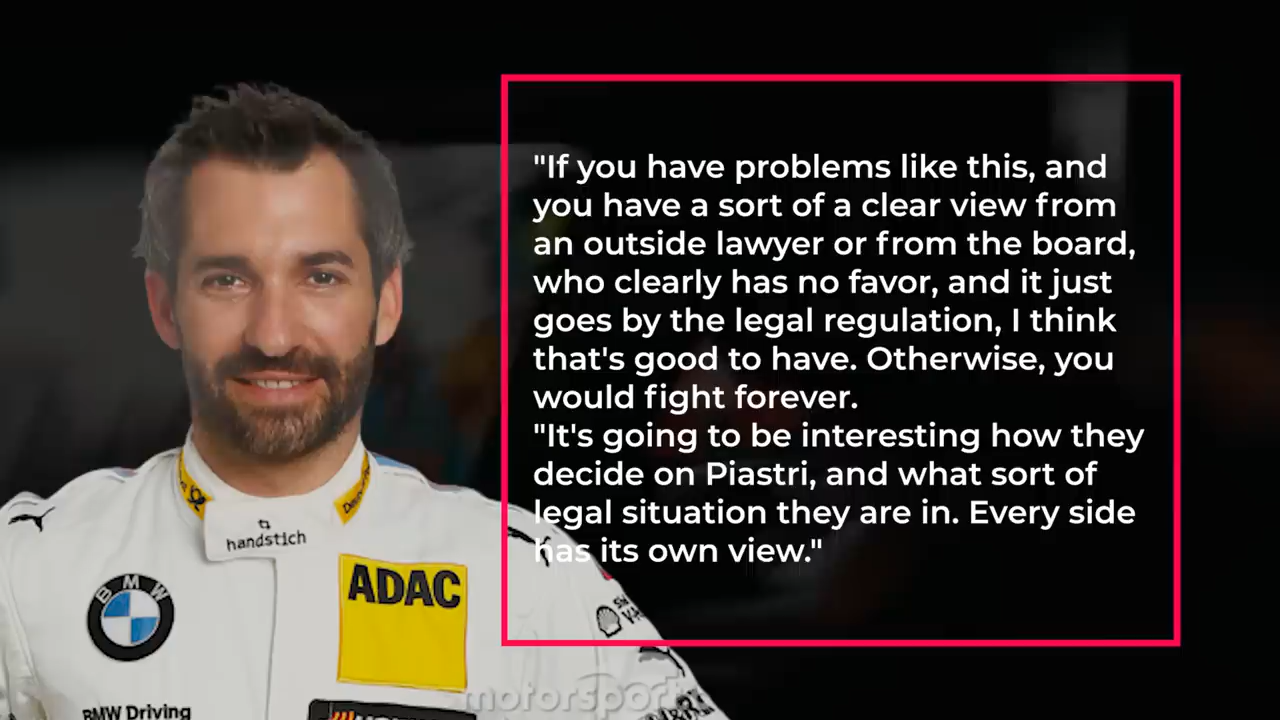 "If you have problems like this, and
you have a sort of a clear view from
an outside lawyer or from the board,
who clearly has no favor, and it just
goes by the legal regulation, I think
that's good to have. Otherwise, you
would fight forever.
"It's going to be interesting how they
decide on Piastri, and what sort of
legal situation they are in. Every side
has its own view."
handstich
BMW
ADAC
BMW Driving
motorsport